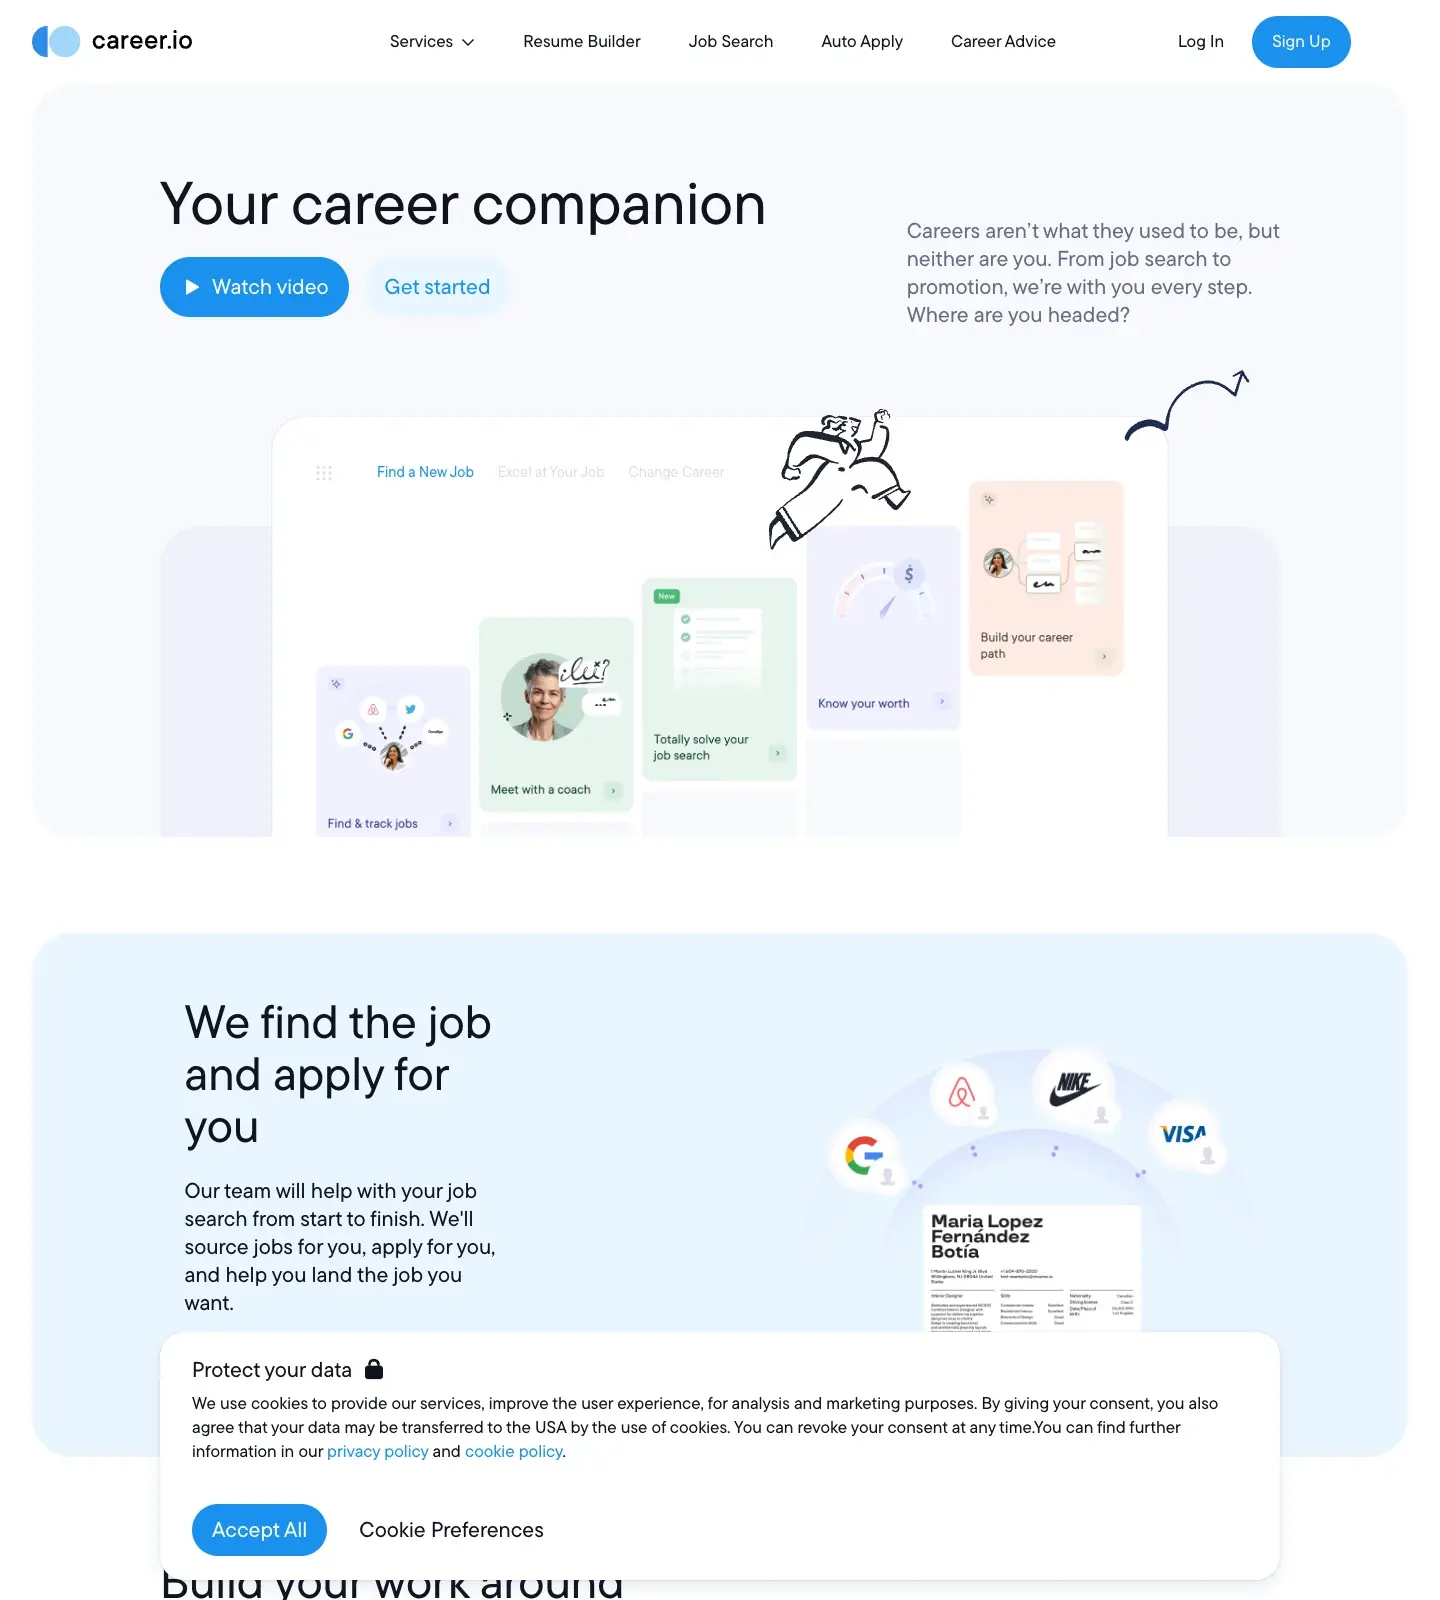 career.io
Services
Resume Builder
Job Search
Auto Apply
Career Advice
Log In
Sign Up
Your career companion
Watch video
Get started
Careers aren’t what they used to be, but
neither are you. From job search to
promotion, we’re with you every step.
Where are you headed?
Find a New Job
Excel at Your Job
Change Career
Build your career
path
$
Know your worth
New
Totally solve your
job search
Meet with a coach
Find & track jobs
We find the job
and apply for
you
Our team will help with your job
search from start to finish. We'll
source jobs for you, apply for you,
and help you land the job you
want.
NIKE
VISA
Maria Lopez
Fernández
Botía
Interior Designer
Skills
Nationality
Protect your data
We use cookies to provide our services, improve the user experience, for analysis and marketing purposes. By giving your consent, you also
agree that your data may be transferred to the USA by the use of cookies. You can revoke your consent at any time.You can find further
information in our privacy policy and cookie policy.
Accept All
Cookie Preferences
Build your work around